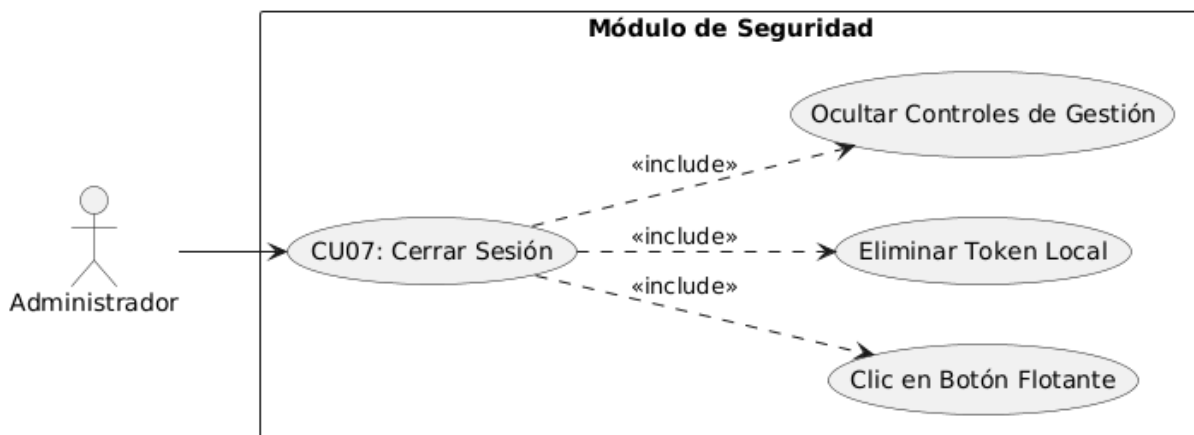 Módulo de Seguridad
Ocultar Controles de Gestión
«include»
CU07: Cerrar Sesión
«include»
Eliminar Token Local
Administrador
«include»
Clic en Botón Flotante